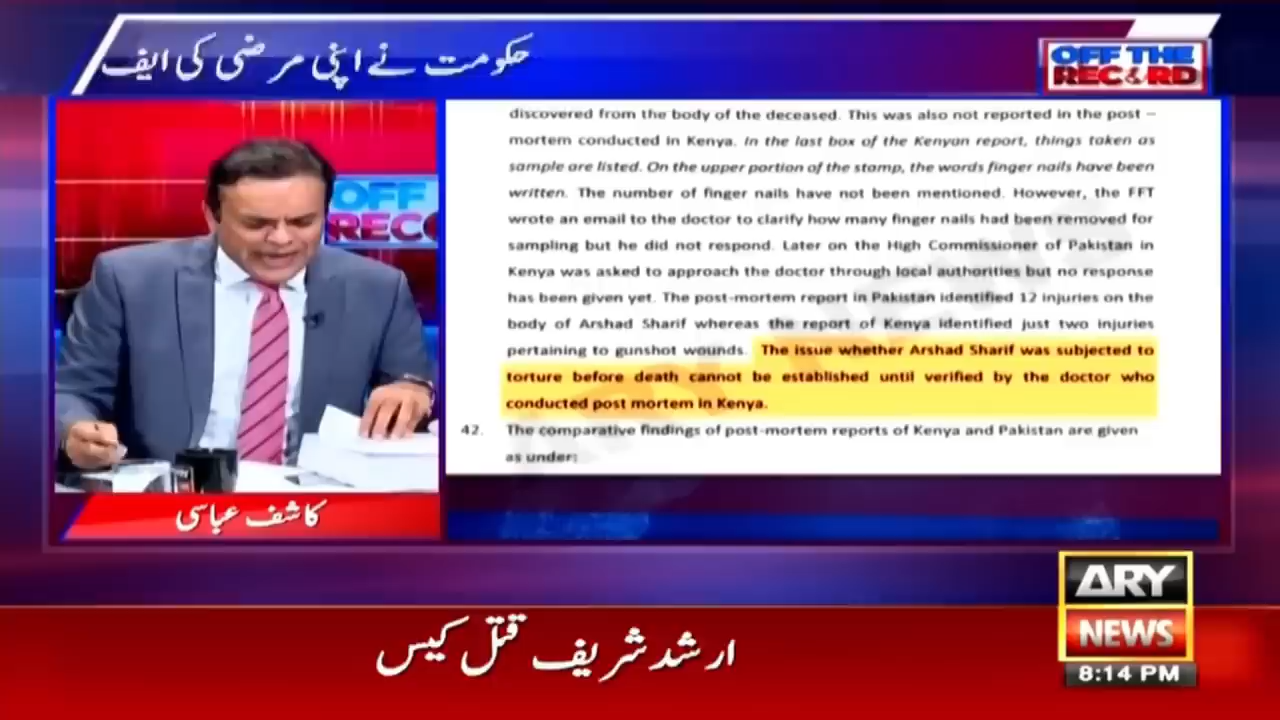 حکومت نے اپنی مرضی کی ایف
OFF THE
RECORD
OFF
RECO
discovered from the body of the deceased. This was also not reported in the post –
mortem conducted in Kenya. In the last box of the Kenyan report, things taken as
sample are listed. On the upper portion of the stamp, the words finger nails have been
written. The number of finger nails have not been mentioned. However, the FFT
wrote an email to the doctor to clarify how many finger nails had been removed for
sampling but he did not respond. Later on the High Commissioner of Pakistan in
Kenya was asked to approach the doctor through local authorities but no response
has been given yet. The post-mortem report in Pakistan identified 12 injuries on the
body of Arshad Sharif whereas the report of Kenya identified just two injuries
pertaining to gunshot wounds. The issue whether Arshad Sharif was subjected to
torture before death cannot be established until verified by the doctor who
conducted post mortem in Kenya.
42. The comparative findings of post-mortem reports of Kenya and Pakistan are given
as under:
کاشف عباسی
ارشد شریف قتل کیس
ARY
NEWS
8:14 PM